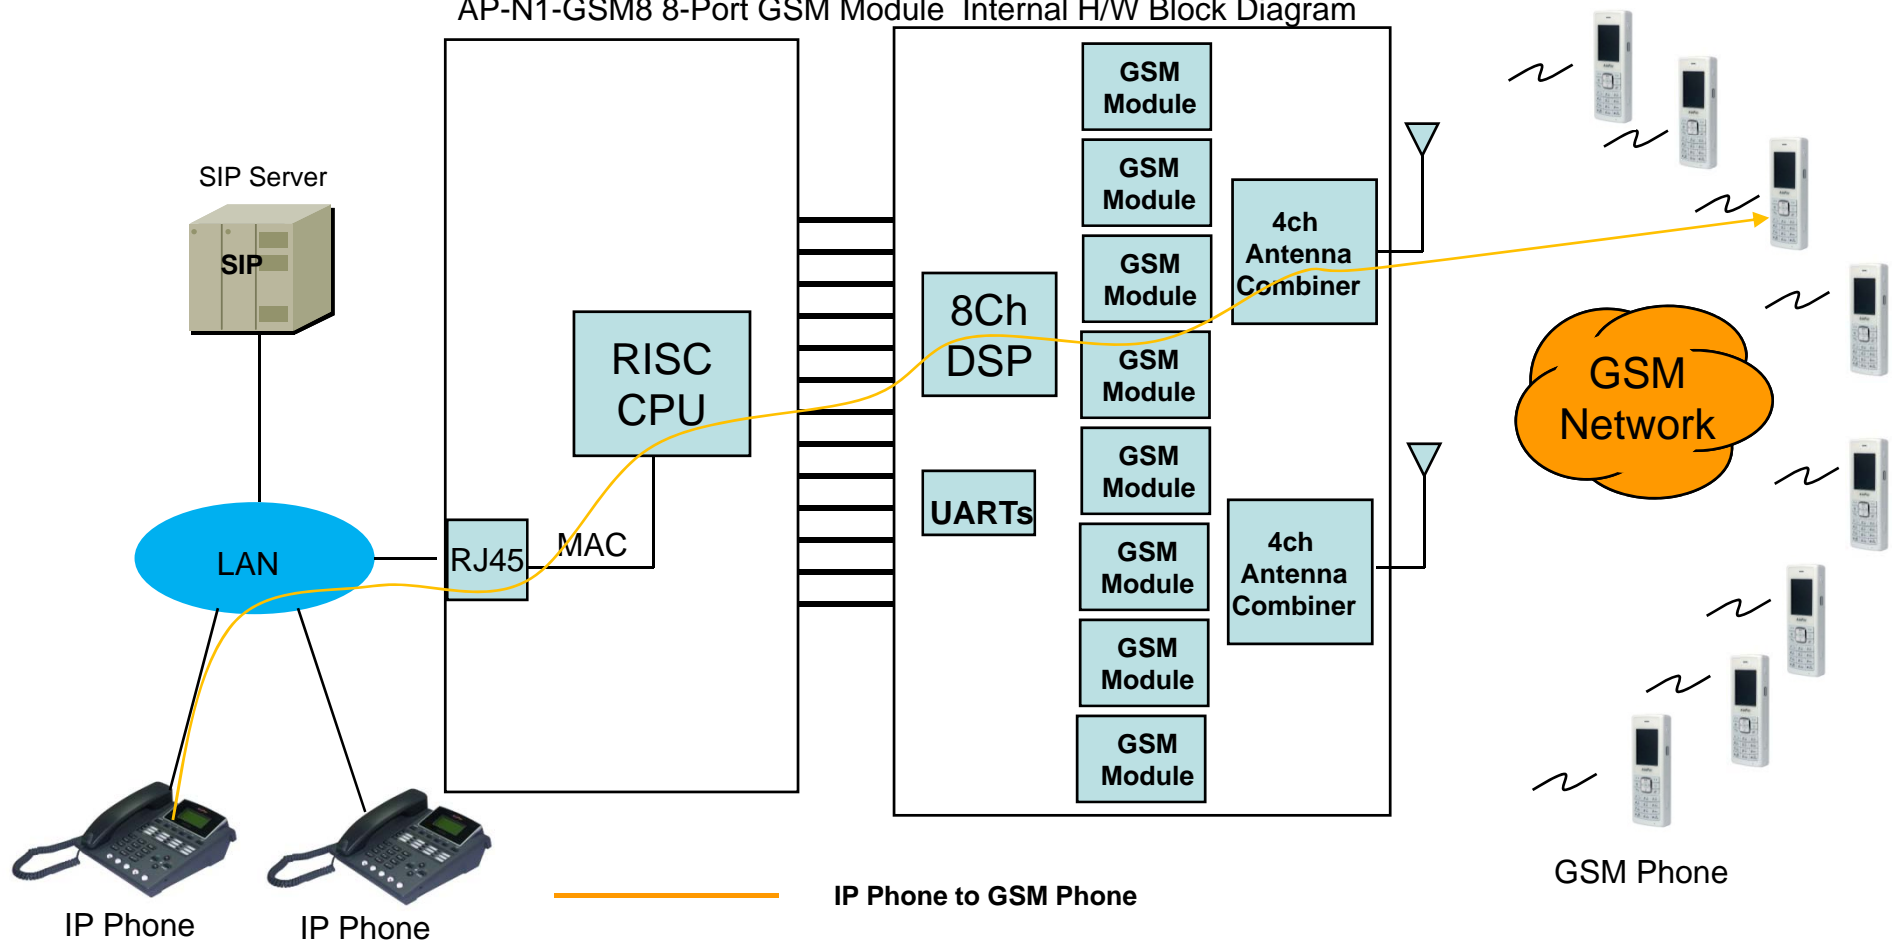 AP-N1-GSM8 8-Port GSM Module Internal H/W Block Diagram
SIP Server
SIP
LAN
IP Phone
IP Phone
RJ45
MAC
RISC
CPU
8Ch
DSP
UARTs
GSM
Module
GSM
Module
GSM
Module
GSM
Module
GSM
Module
GSM
Module
GSM
Module
GSM
Module
4ch
Antenna
Combiner
4ch
Antenna
Combiner
GSM
Network
GSM Phone
IP Phone to GSM Phone